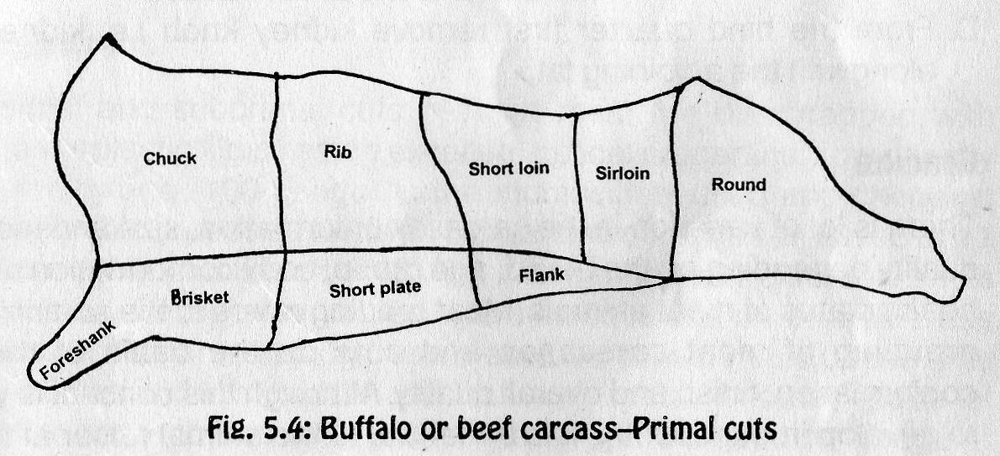 Chuck
Rib
Short loin
Sirloin
Round
Brisket
Short plate
Flank
Foreshank
Fig. 5.4: Buffalo or beef carcass–Primal cuts